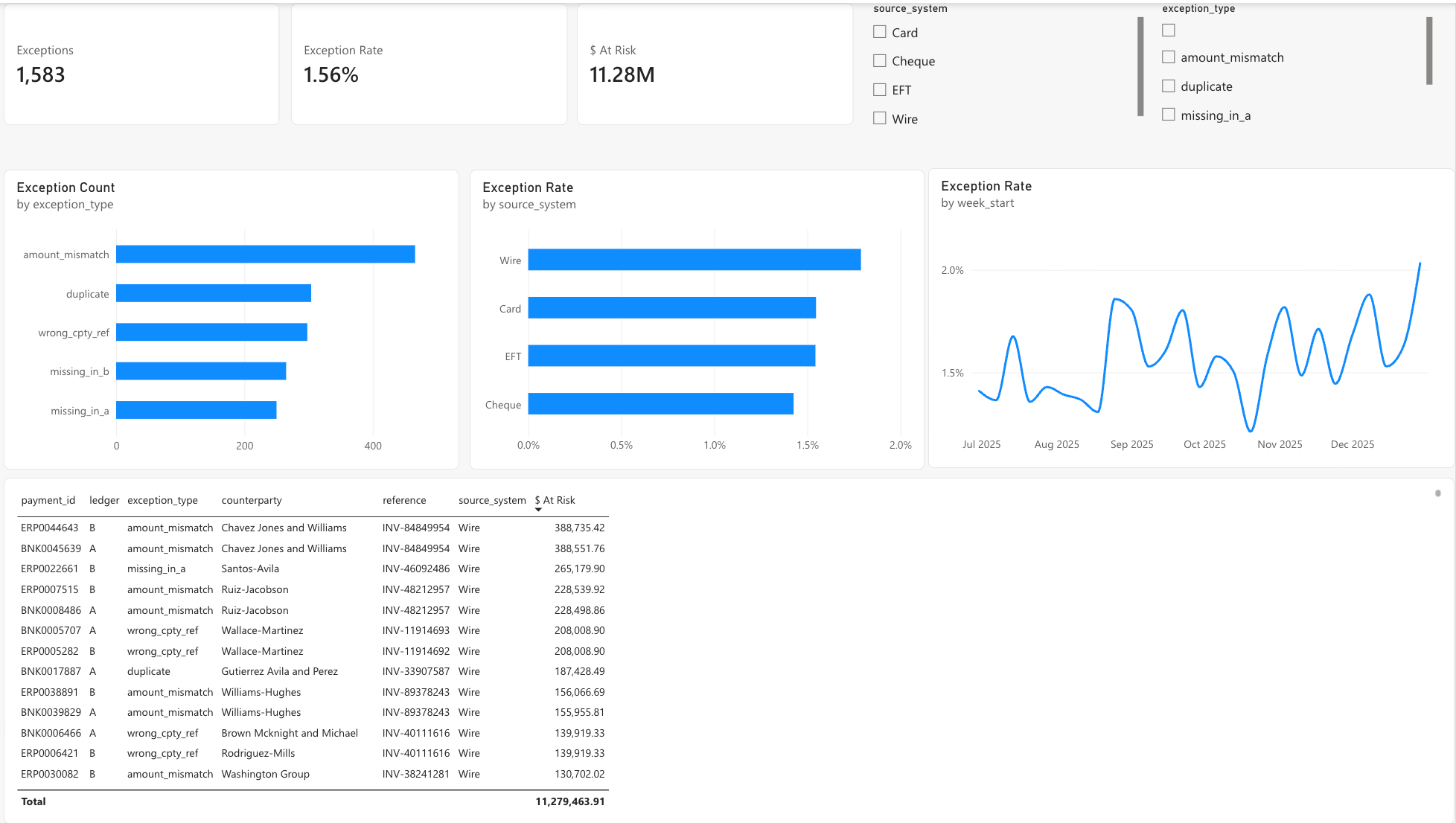 Exceptions
1,583
Exception Rate
1.56%
$ At Risk
11.28M
source_system
Card
Cheque
EFT
Wire
exception_type
amount_mismatch
duplicate
missing_in_a
Exception Count
by exception_type
amount_mismatch
duplicate
wrong_cpty_ref
missing_in_b
missing_in_a
0 200 400
Exception Rate
by source_system
Wire
Card
EFT
Cheque
0.0% 0.5% 1.0% 1.5% 2.0%
Exception Rate
by week_start
2.0%
1.5%
Jul 2025 Aug 2025 Sep 2025 Oct 2025 Nov 2025 Dec 2025
payment_id ledger exception_type counterparty reference source_system $ At Risk
ERP0044643 B amount_mismatch Chavez Jones and Williams INV-84849954 Wire 388,735.42
BNK0045639 A amount_mismatch Chavez Jones and Williams INV-84849954 Wire 388,551.76
ERP0022661 B missing_in_a Santos-Avila INV-46092486 Wire 265,179.90
ERP0007515 B amount_mismatch Ruiz-Jacobson INV-48212957 Wire 228,539.92
BNK0008486 A amount_mismatch Ruiz-Jacobson INV-48212957 Wire 228,498.86
BNK0005707 A wrong_cpty_ref Wallace-Martinez INV-11914693 Wire 208,008.90
ERP0005282 B wrong_cpty_ref Wallace-Martinez INV-11914692 Wire 208,008.90
BNK0017887 A duplicate Gutierrez Avila and Perez INV-33907587 Wire 187,428.49
ERP0038891 B amount_mismatch Williams-Hughes INV-89378243 Wire 156,066.69
BNK0039829 A amount_mismatch Williams-Hughes INV-89378243 Wire 155,955.81
BNK0006466 A wrong_cpty_ref Brown Mcknight and Michael INV-40111616 Wire 139,919.33
ERP0006421 B wrong_cpty_ref Rodriguez-Mills INV-40111616 Wire 139,919.33
ERP0030082 B amount_mismatch Washington Group INV-38241281 Wire 130,702.02
Total 11,279,463.91